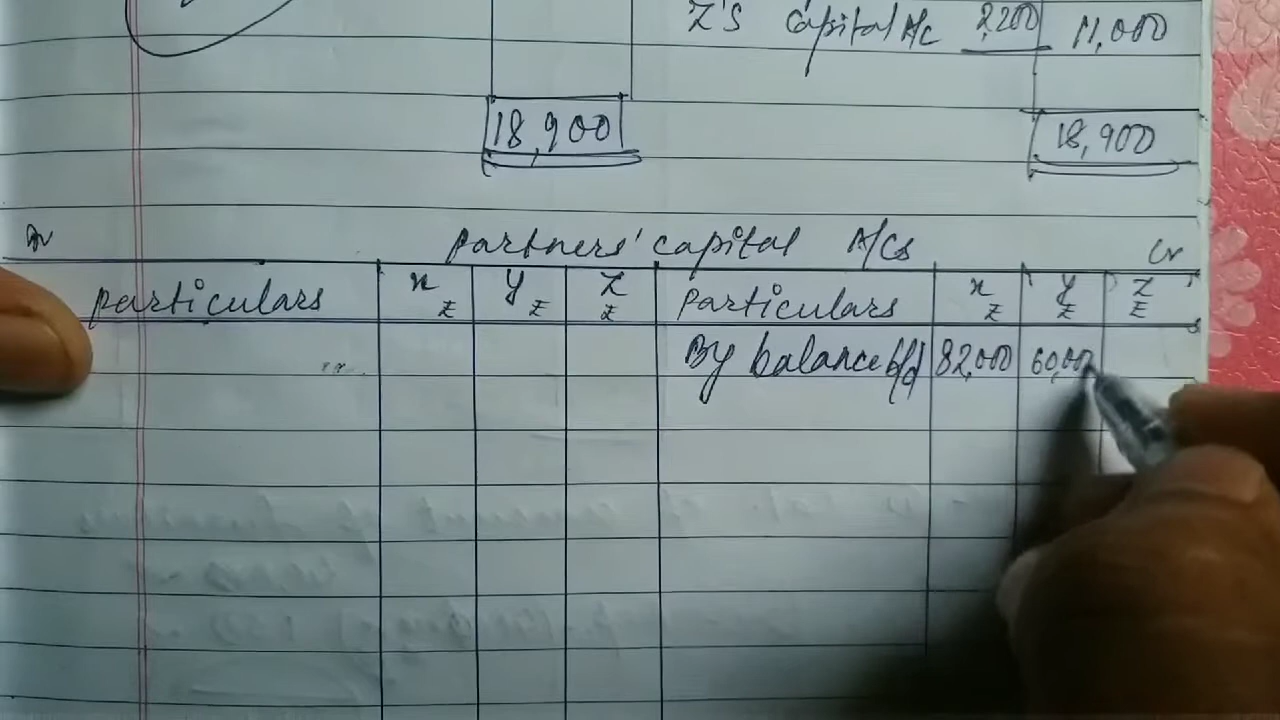 Z's Capital A/c 2,200 11,000
18,900 18,900
Dr Partners' capital A/Cs Cr
Particulars x ₹ y ₹ Z ₹ Particulars x ₹ y ₹ Z ₹
By balance b/d 82,000 60,000